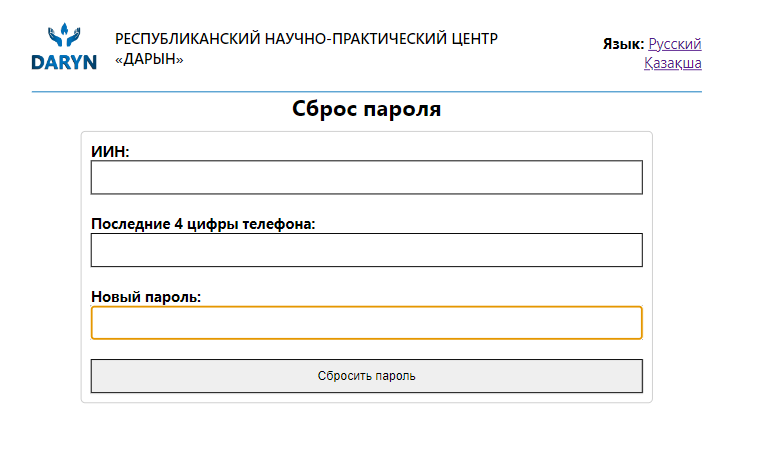 DARYN
РЕСПУБЛИКАНСКИЙ НАУЧНО-ПРАКТИЧЕСКИЙ ЦЕНТР
«ДАРЫН»
Язык: Русский
Қазақша
Сброс пароля
ИИН:
Последние 4 цифры телефона:
Новый пароль:
Сбросить пароль